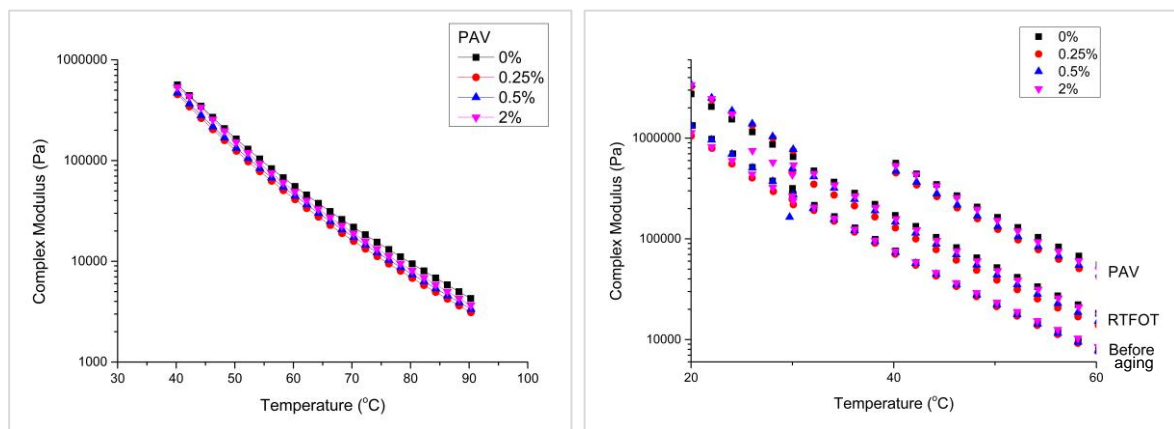 PAV
0%
0.25%
0.5%
2%
1000000
100000
10000
1000
30 40 50 60 70 80 90 100
Complex Modulus (Pa)
Temperature (°C)
0%
0.25%
0.5%
2%
1000000
100000
10000
20 40 60
Complex Modulus (Pa)
Temperature (°C)
PAV
RTFOT
Before
aging